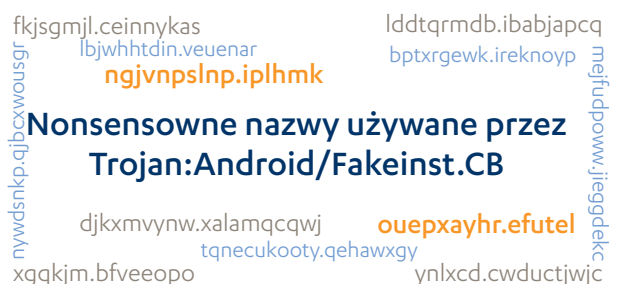 fkjsgmjl.ceinnykas
lddtqrmdb.ibabjapcq
lbjwhhtdin.veuenar
bptxrgewk.ireknoyp
ngjvnpslnp.iplhmk
nywdsnkp.qjbcxwousgr
mejfudpoww.jieggdekc
Nonsensowne nazwy używane przez
Trojan:Android/Fakeinst.CB
djkxmvynw.xalamqcqwj
ouepxayhr.efutel
tqnecukooty.qehawxgy
xgqkjm.bfveeopo
ynlxcd.cwductjwjc